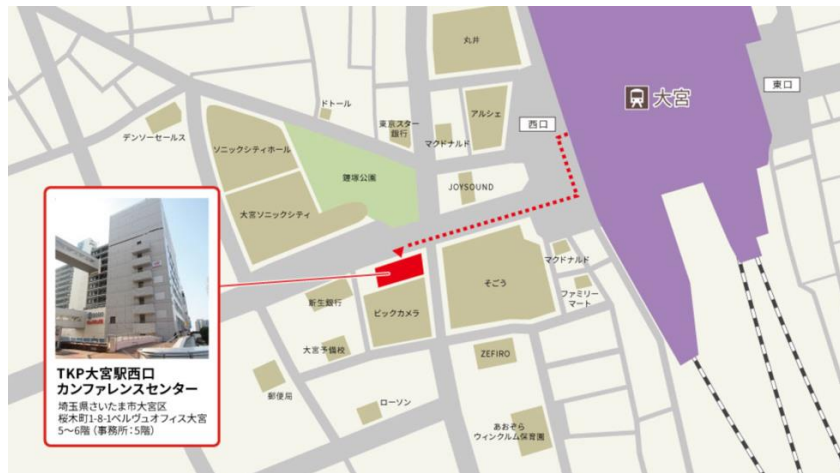 丸井
大宮
東口
西口
ドトール
東京スター
銀行
マクドナルド
アルシェ
デンソーセールス
ソニックシティホール
鐘塚公園
JOYSOUND
大宮ソニックシティ
マクドナルド
そごう
ファミリー
マート
新生銀行
ビックカメラ
大宮予備校
ZEFIRO
郵便局
ローソン
あおぞら
ウィンクルム保育園
TKP大宮駅西口
カンファレンスセンター
埼玉県さいたま市大宮区
桜木町1-8-1ベルヴュオフィス大宮
5〜6階（事務所：5階）